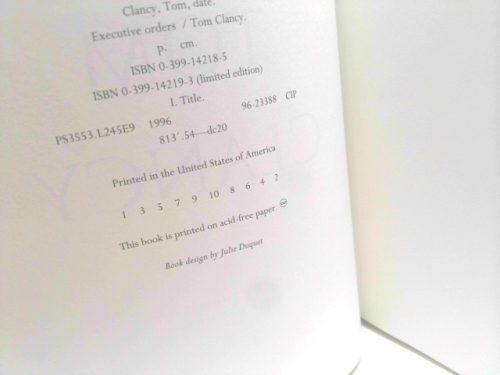 Clancy, Tom, date.
Executive orders / Tom Clancy.
p. cm.
ISBN 0-399-14218-5
ISBN 0-399-14219-3 (limited edition)
I. Title.
PS3553.L245E9 1996 96-23388 CIP
813'.54—dc20
Printed in the United States of America
1 3 5 7 9 10 8 6 4 2
This book is printed on acid-free paper. ♾
Book design by Julie Duquet